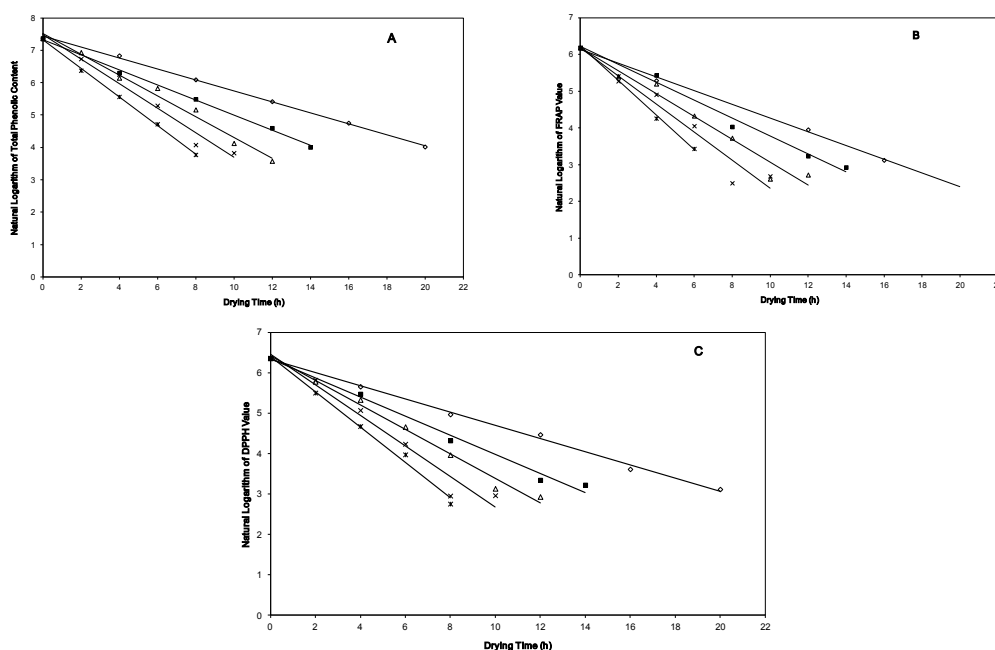 A
Natural Logarithm of Total Phenolic Content
8
7
6
5
4
3
2
1
0
0 2 4 6 8 10 12 14 16 18 20 22
Drying Time (h)
B
Natural Logarithm of FRAP Value
7
6
5
4
3
2
1
0
0 2 4 6 8 10 12 14 16 18 20 22
Drying Time (h)
C
Natural Logarithm of DPPH Value
7
6
5
4
3
2
1
0
0 2 4 6 8 10 12 14 16 18 20 22
Drying Time (h)